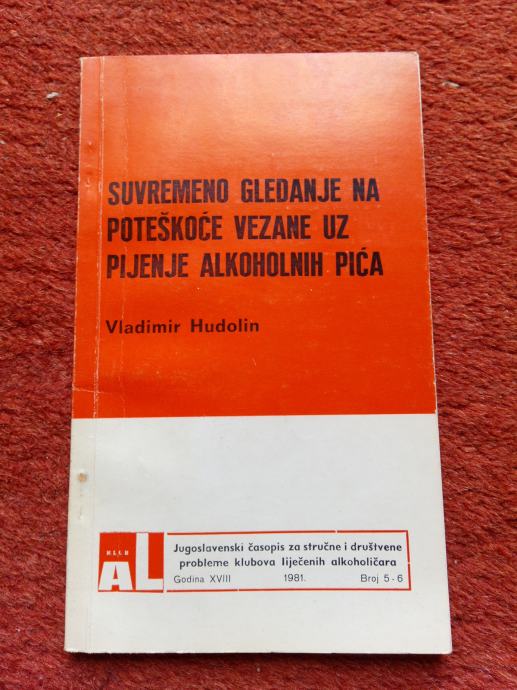 SUVREMENO GLEDANJE NA
POTEŠKOĆE VEZANE UZ
PIJENJE ALKOHOLNIH PIĆA
Vladimir Hudolin
AL
Jugoslavenski časopis za stručne i društvene
probleme klubova liječenih alkoholičara
Godina XVIII 1981. Broj 5-6